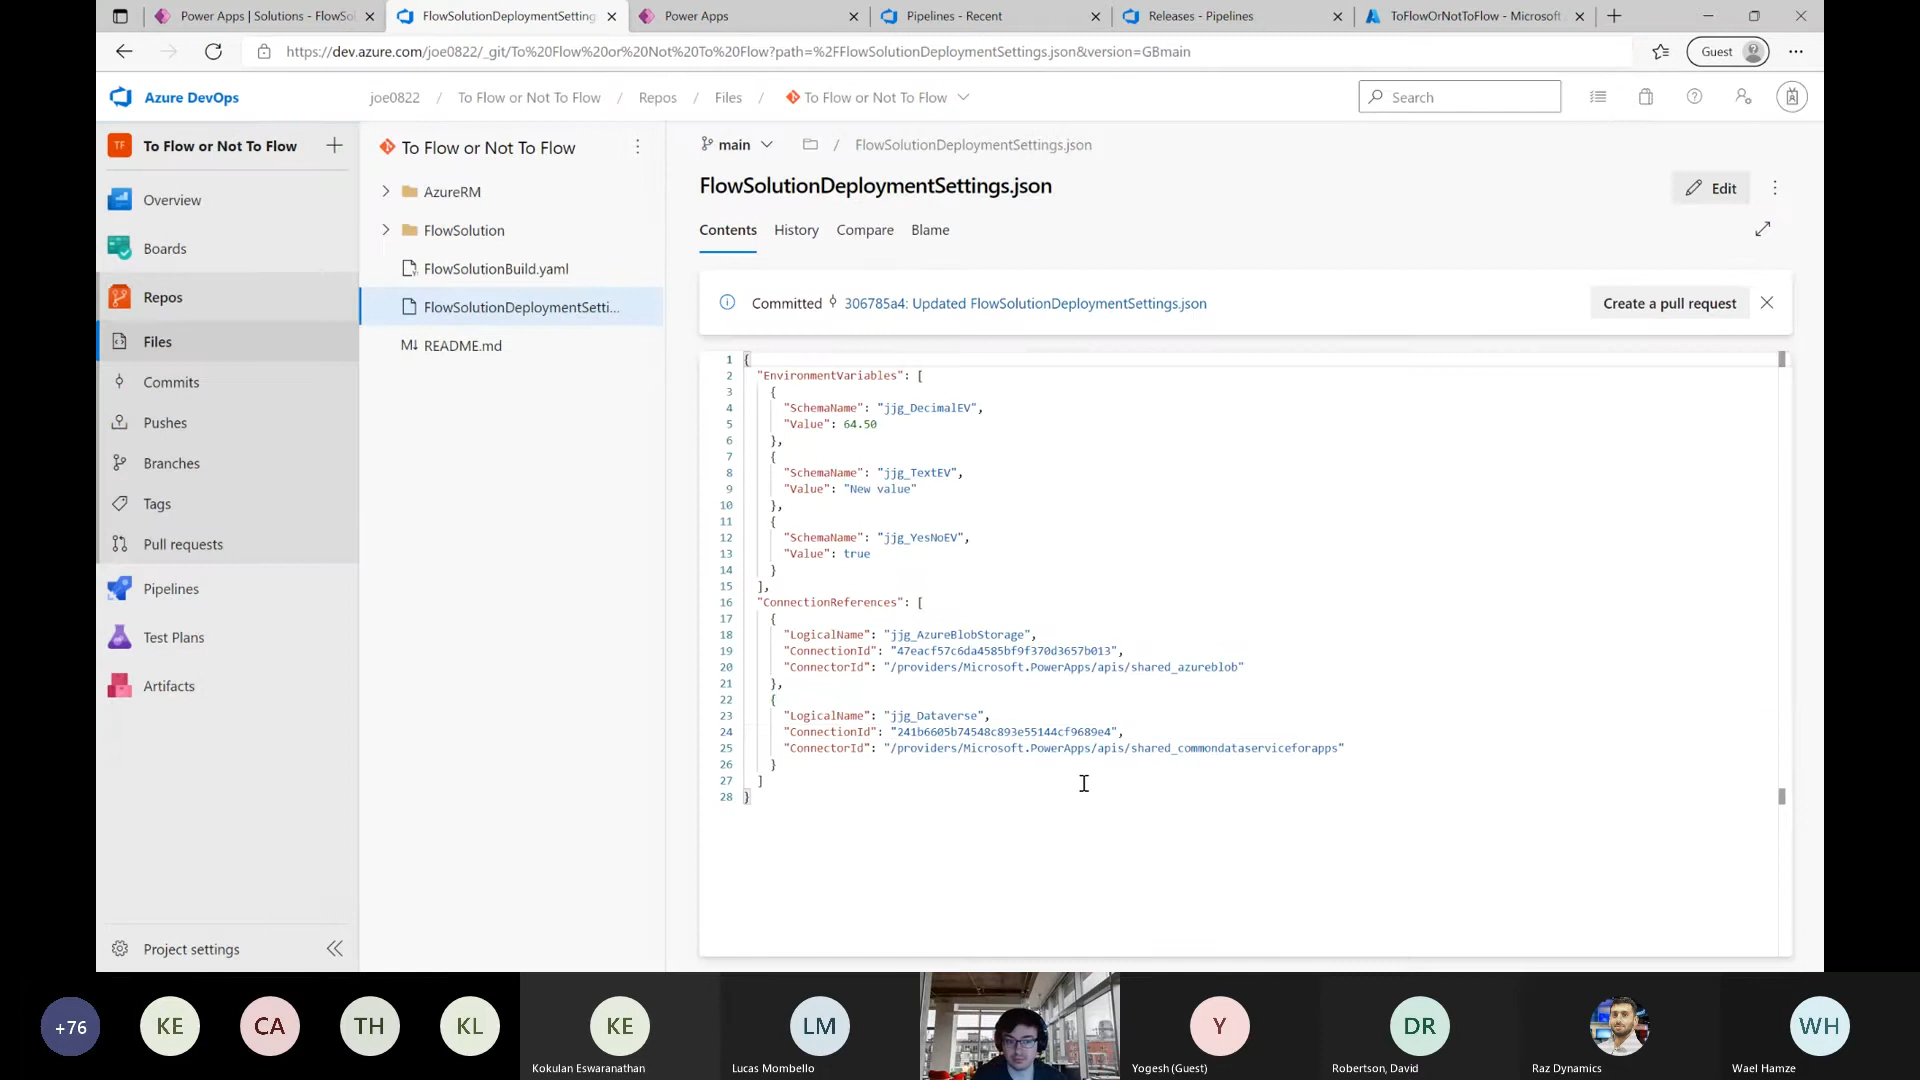 Power Apps | Solutions - FlowSo
FlowSolutionDeploymentSetting
Power Apps
Pipelines - Recent
Releases - Pipelines
ToFlowOrNotToFlow - Microsoft
https://dev.azure.com/joe0822/_git/To%20Flow%20or%20Not%20To%20Flow?path=%2FFlowSolutionDeploymentSettings.json&version=GBmain
Guest
Azure DevOps
joe0822 / To Flow or Not To Flow / Repos / Files / To Flow or Not To Flow
Search
TF
To Flow or Not To Flow
Overview
Boards
Repos
Files
Commits
Pushes
Branches
Tags
Pull requests
Pipelines
Test Plans
Artifacts
Project settings
To Flow or Not To Flow
AzureRM
FlowSolution
FlowSolutionBuild.yaml
FlowSolutionDeploymentSetti...
M↓ README.md
main / FlowSolutionDeploymentSettings.json
FlowSolutionDeploymentSettings.json
Edit
Contents History Compare Blame
Committed 306785a4: Updated FlowSolutionDeploymentSettings.json
Create a pull request
1 {
2 "EnvironmentVariables": [
3 {
4 "SchemaName": "jjg_DecimalEV",
5 "Value": 64.50
6 },
7 {
8 "SchemaName": "jjg_TextEV",
9 "Value": "New value"
10 },
11 {
12 "SchemaName": "jjg_YesNoEV",
13 "Value": true
14 }
15 ],
16 "ConnectionReferences": [
17 {
18 "LogicalName": "jjg_AzureBlobStorage",
19 "ConnectionId": "47eacf57c6da4585bf9f370d3657b013",
20 "ConnectorId": "/providers/Microsoft.PowerApps/apis/shared_azureblob"
21 },
22 {
23 "LogicalName": "jjg_Dataverse",
24 "ConnectionId": "241b6605b74548c893e55144cf9689e4",
25 "ConnectorId": "/providers/Microsoft.PowerApps/apis/shared_commondataserviceforapps"
26 }
27 ]
28 }
+76
KE
CA
TH
KL
KE
Kokulan Eswaranathan
LM
Lucas Mombello
Y
Yogesh (Guest)
DR
Robertson, David
Raz Dynamics
WH
Wael Hamze